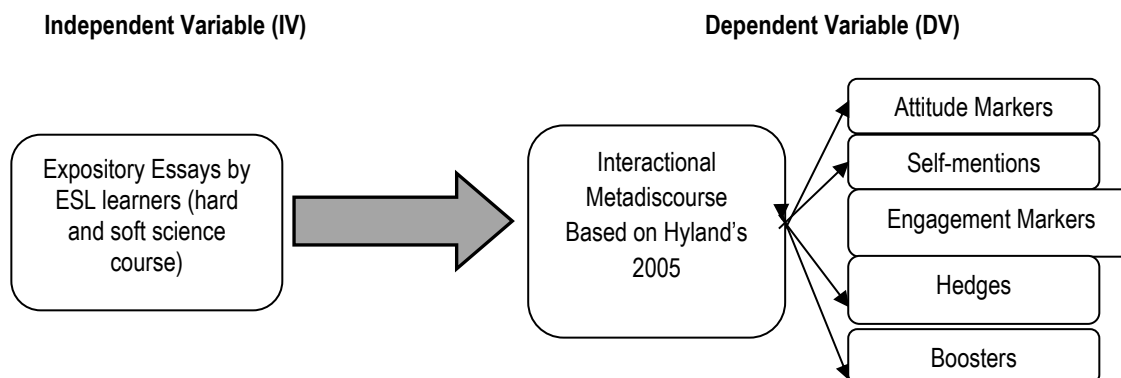 Independent Variable (IV)
Dependent Variable (DV)
Expository Essays by
ESL learners (hard
and soft science
course)
Interactional
Metadiscourse
Based on Hyland's
2005
Attitude Markers
Self-mentions
Engagement Markers
Hedges
Boosters